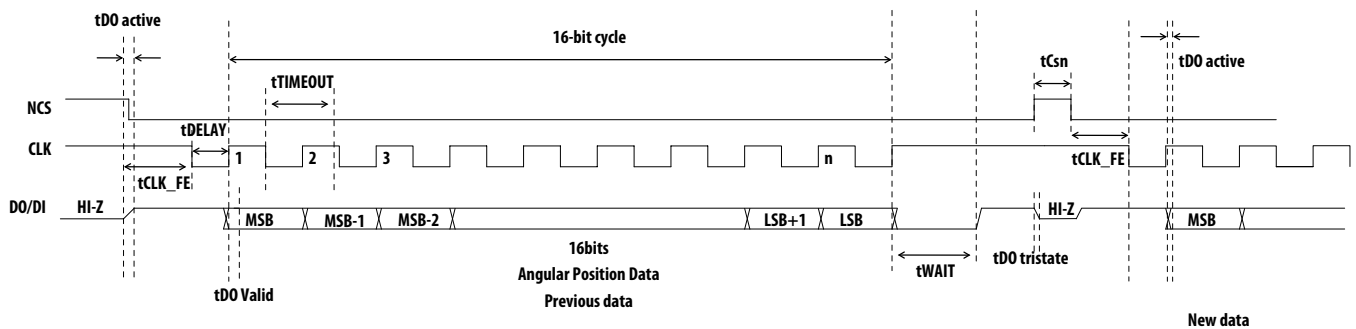 tDO active
16-bit cycle
tCsn
tDO active
tTIMEOUT
NCS
tDELAY
CLK
1
2
3
n
tCLK_FE
tCLK_FE
DO/DI
HI-Z
MSB
MSB-1
MSB-2
LSB+1
LSB
HI-Z
MSB
16bits
tWAIT
tDO tristate
Angular Position Data
tDO Valid
Previous data
New data